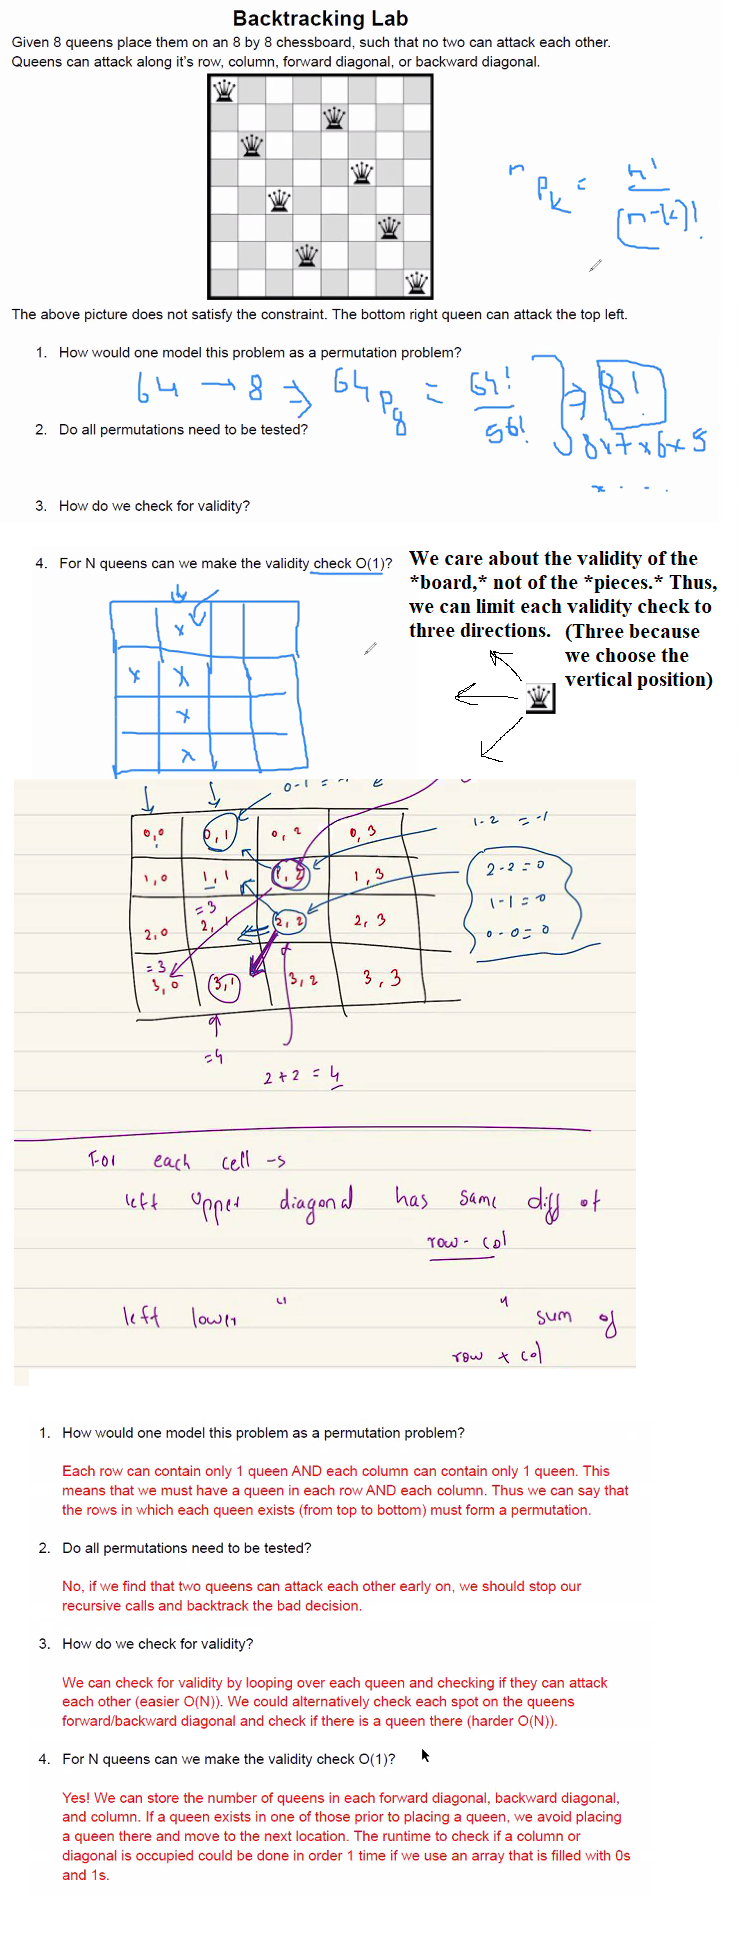 Backtracking Lab
Given 8 queens place them on an 8 by 8 chessboard, such that no two can attack each other.
Queens can attack along it's row, column, forward diagonal, or backward diagonal.
n P k = n! / (n-k)!
The above picture does not satisfy the constraint. The bottom right queen can attack the top left.
1. How would one model this problem as a permutation problem?
64 → 8 ⇒ 64 P 8 = 64! / 56! ⇒ 8!
8x7x6x5
x . . .
2. Do all permutations need to be tested?
3. How do we check for validity?
4. For N queens can we make the validity check O(1)?
We care about the validity of the
*board,* not of the *pieces.* Thus,
we can limit each validity check to
three directions. (Three because
we choose the
vertical position)
x
x x
x
x
0-1 = -1
0,0 0,1 0,2 0,3
1-2 = -1
1,0 1,1 1,2 1,3
2-2=0
1-1=0
0-0=0
=3
2,0 2,1 2,2 2,3
=3
3,0 3,1 3,2 3,3
=4
2+2 = 4
For each cell -s
left upper diagonal has same diff of
row - col
left lower " " sum of
row + col
1. How would one model this problem as a permutation problem?
Each row can contain only 1 queen AND each column can contain only 1 queen. This
means that we must have a queen in each row AND each column. Thus we can say that
the rows in which each queen exists (from top to bottom) must form a permutation.
2. Do all permutations need to be tested?
No, if we find that two queens can attack each other early on, we should stop our
recursive calls and backtrack the bad decision.
3. How do we check for validity?
We can check for validity by looping over each queen and checking if they can attack
each other (easier O(N)). We could alternatively check each spot on the queens
forward/backward diagonal and check if there is a queen there (harder O(N)).
4. For N queens can we make the validity check O(1)?
Yes! We can store the number of queens in each forward diagonal, backward diagonal,
and column. If a queen exists in one of those prior to placing a queen, we avoid placing
a queen there and move to the next location. The runtime to check if a column or
diagonal is occupied could be done in order 1 time if we use an array that is filled with 0s
and 1s.